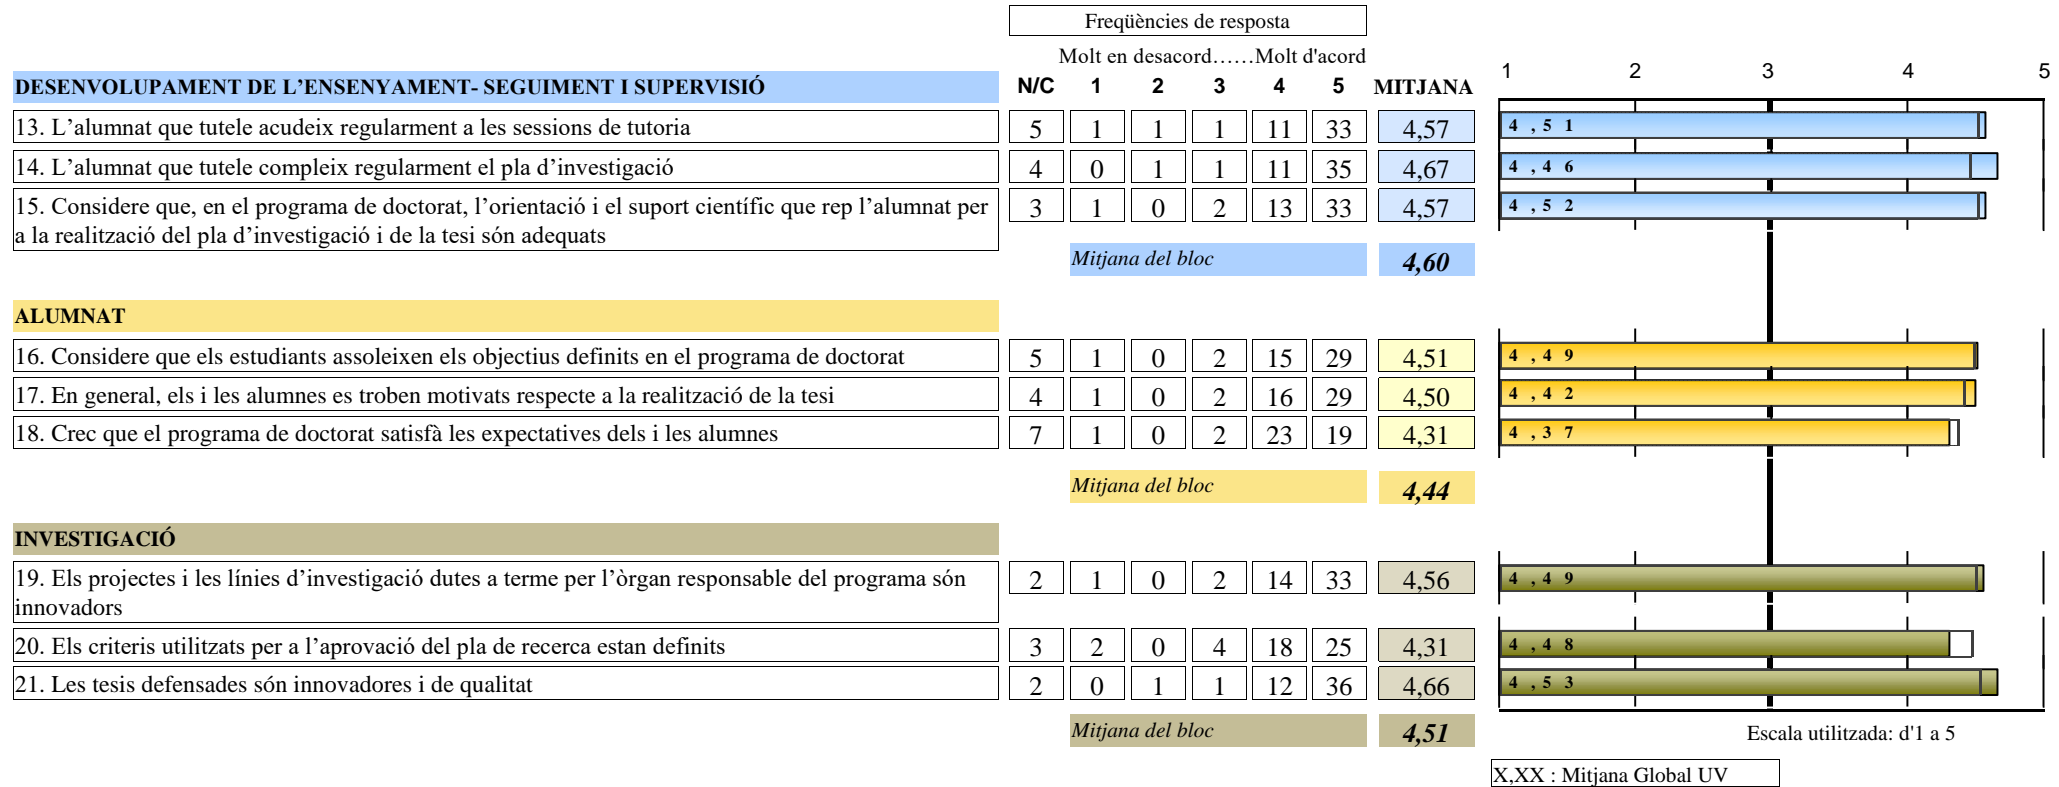 Freqüències de resposta
Molt en desacord……Molt d'acord
DESENVOLUPAMENT DE L’ENSENYAMENT- SEGUIMENT I SUPERVISIÓ N/C 1 2 3 4 5 MITJANA 1 2 3 4 5
13. L’alumnat que tutele acudeix regularment a les sessions de tutoria 5 1 1 1 11 33 4,57 4,51
14. L’alumnat que tutele compleix regularment el pla d’investigació 4 0 1 1 11 35 4,67 4,46
15. Considere que, en el programa de doctorat, l’orientació i el suport científic que rep l’alumnat per 3 1 0 2 13 33 4,57 4,52
a la realització del pla d’investigació i de la tesi són adequats
Mitjana del bloc 4,60
ALUMNAT
16. Considere que els estudiants assoleixen els objectius definits en el programa de doctorat 5 1 0 2 15 29 4,51 4,49
17. En general, els i les alumnes es troben motivats respecte a la realització de la tesi 4 1 0 2 16 29 4,50 4,42
18. Crec que el programa de doctorat satisfà les expectatives dels i les alumnes 7 1 0 2 23 19 4,31 4,37
Mitjana del bloc 4,44
INVESTIGACIÓ
19. Els projectes i les línies d’investigació dutes a terme per l’òrgan responsable del programa són 2 1 0 2 14 33 4,56 4,49
innovadors
20. Els criteris utilitzats per a l’aprovació del pla de recerca estan definits 3 2 0 4 18 25 4,31 4,48
21. Les tesis defensades són innovadores i de qualitat 2 0 1 1 12 36 4,66 4,53
Mitjana del bloc 4,51
Escala utilitzada: d'1 a 5
X,XX : Mitjana Global UV